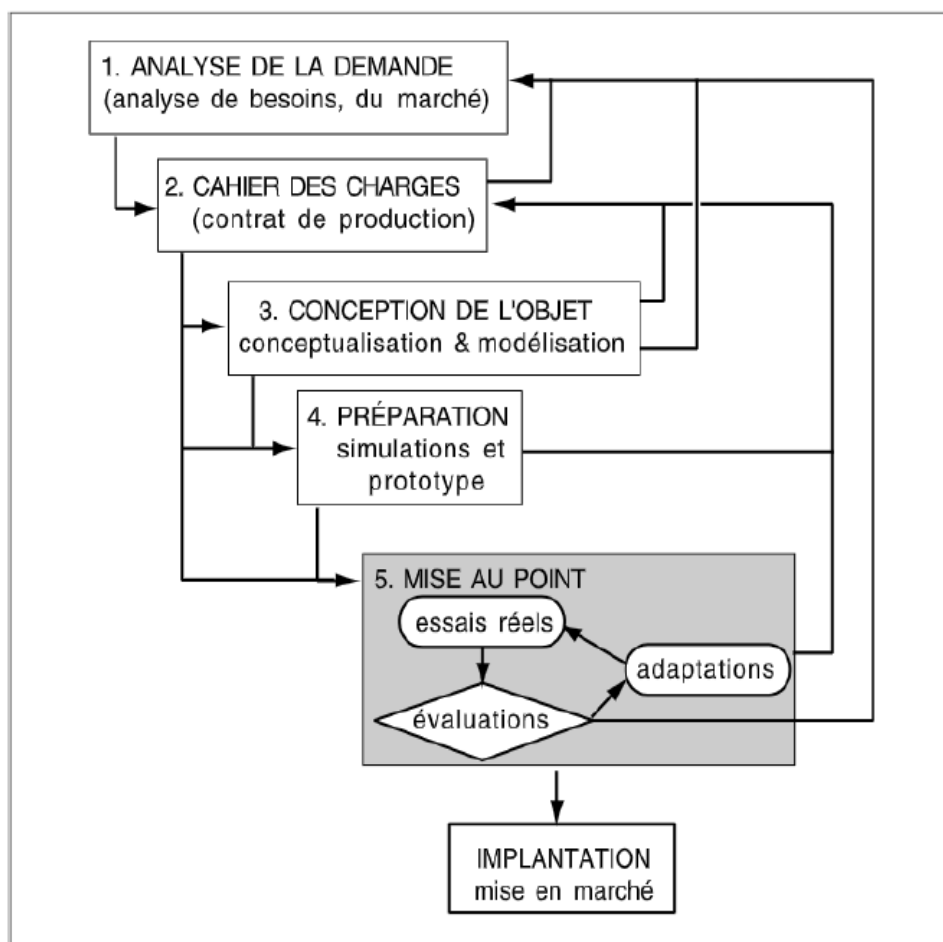 1. ANALYSE DE LA DEMANDE
(analyse de besoins, du marché)
2. CAHIER DES CHARGES
(contrat de production)
3. CONCEPTION DE L'OBJET
conceptualisation & modélisation
4. PRÉPARATION
simulations et
prototype
5. MISE AU POINT
essais réels
adaptations
évaluations
IMPLANTATION
mise en marché